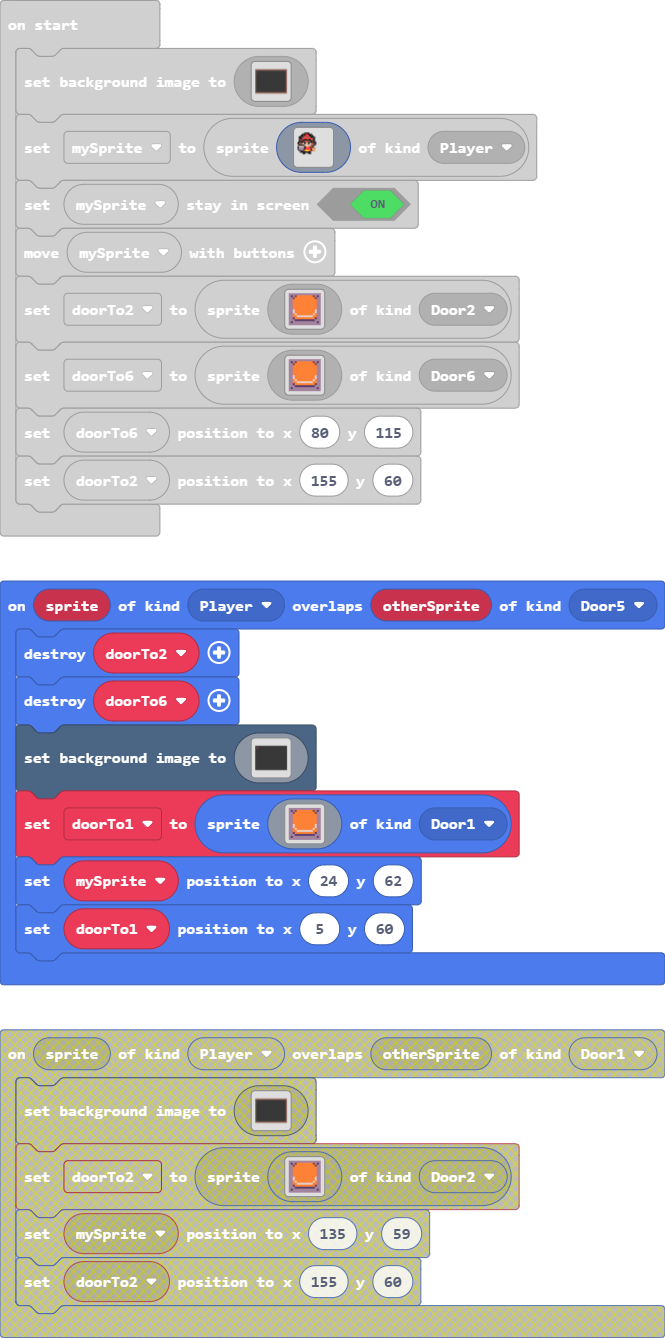 on start
set background image to
set mySprite to sprite of kind Player
set mySprite stay in screen ON
move mySprite with buttons
set doorTo2 to sprite of kind Door2
set doorTo6 to sprite of kind Door6
set doorTo6 position to x 80 y 115
set doorTo2 position to x 155 y 60
on sprite of kind Player overlaps otherSprite of kind Door5
destroy doorTo2
destroy doorTo6
set background image to
set doorTo1 to sprite of kind Door1
set mySprite position to x 24 y 62
set doorTo1 position to x 5 y 60
on sprite of kind Player overlaps otherSprite of kind Door1
set background image to
set doorTo2 to sprite of kind Door2
set mySprite position to x 135 y 59
set doorTo2 position to x 155 y 60